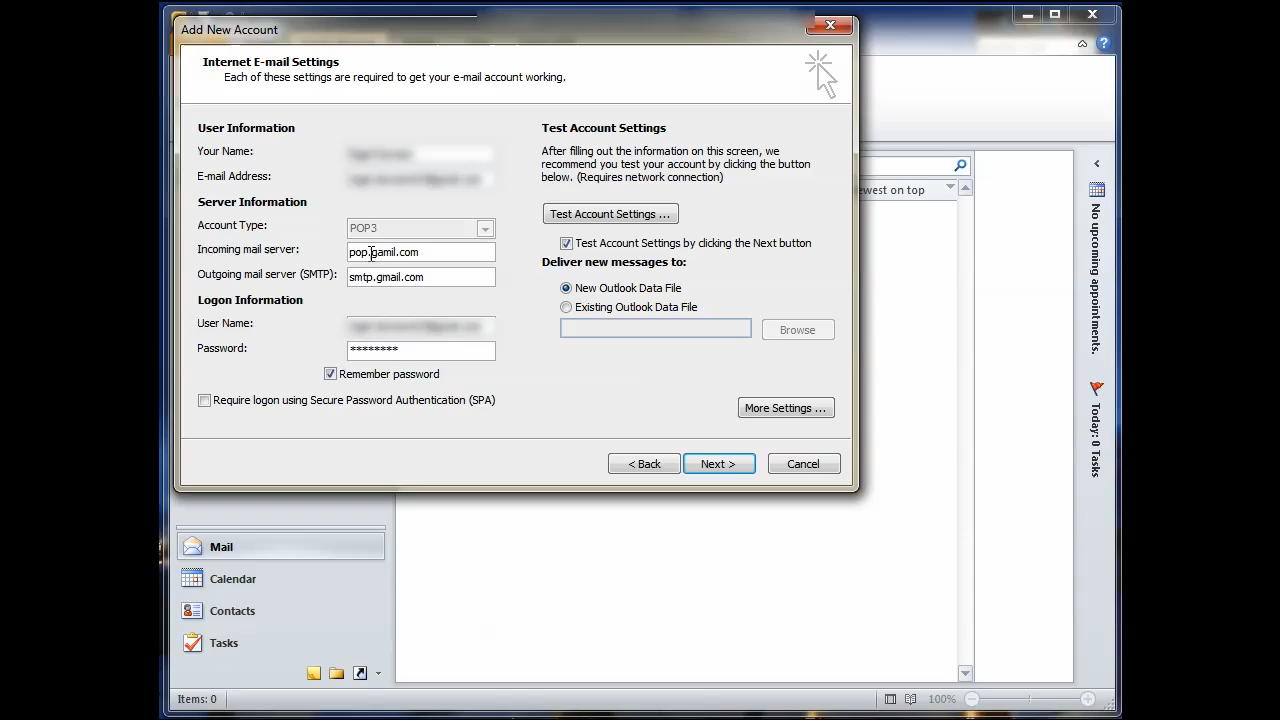 Add New Account
Internet E-mail Settings
Each of these settings are required to get your e-mail account working.
User Information
Your Name:
E-mail Address:
Server Information
Account Type:
POP3
Incoming mail server:
pop.gamil.com
Outgoing mail server (SMTP):
smtp.gmail.com
Logon Information
User Name:
Password:
********
Remember password
Require logon using Secure Password Authentication (SPA)
Test Account Settings
After filling out the information on this screen, we
recommend you test your account by clicking the button
below. (Requires network connection)
Test Account Settings ...
Test Account Settings by clicking the Next button
Deliver new messages to:
New Outlook Data File
Existing Outlook Data File
Browse
More Settings ...
< Back
Next >
Cancel
ewest on top
No upcoming appointments.
Today: 0 Tasks
Mail
Calendar
Contacts
Tasks
Items: 0
100%